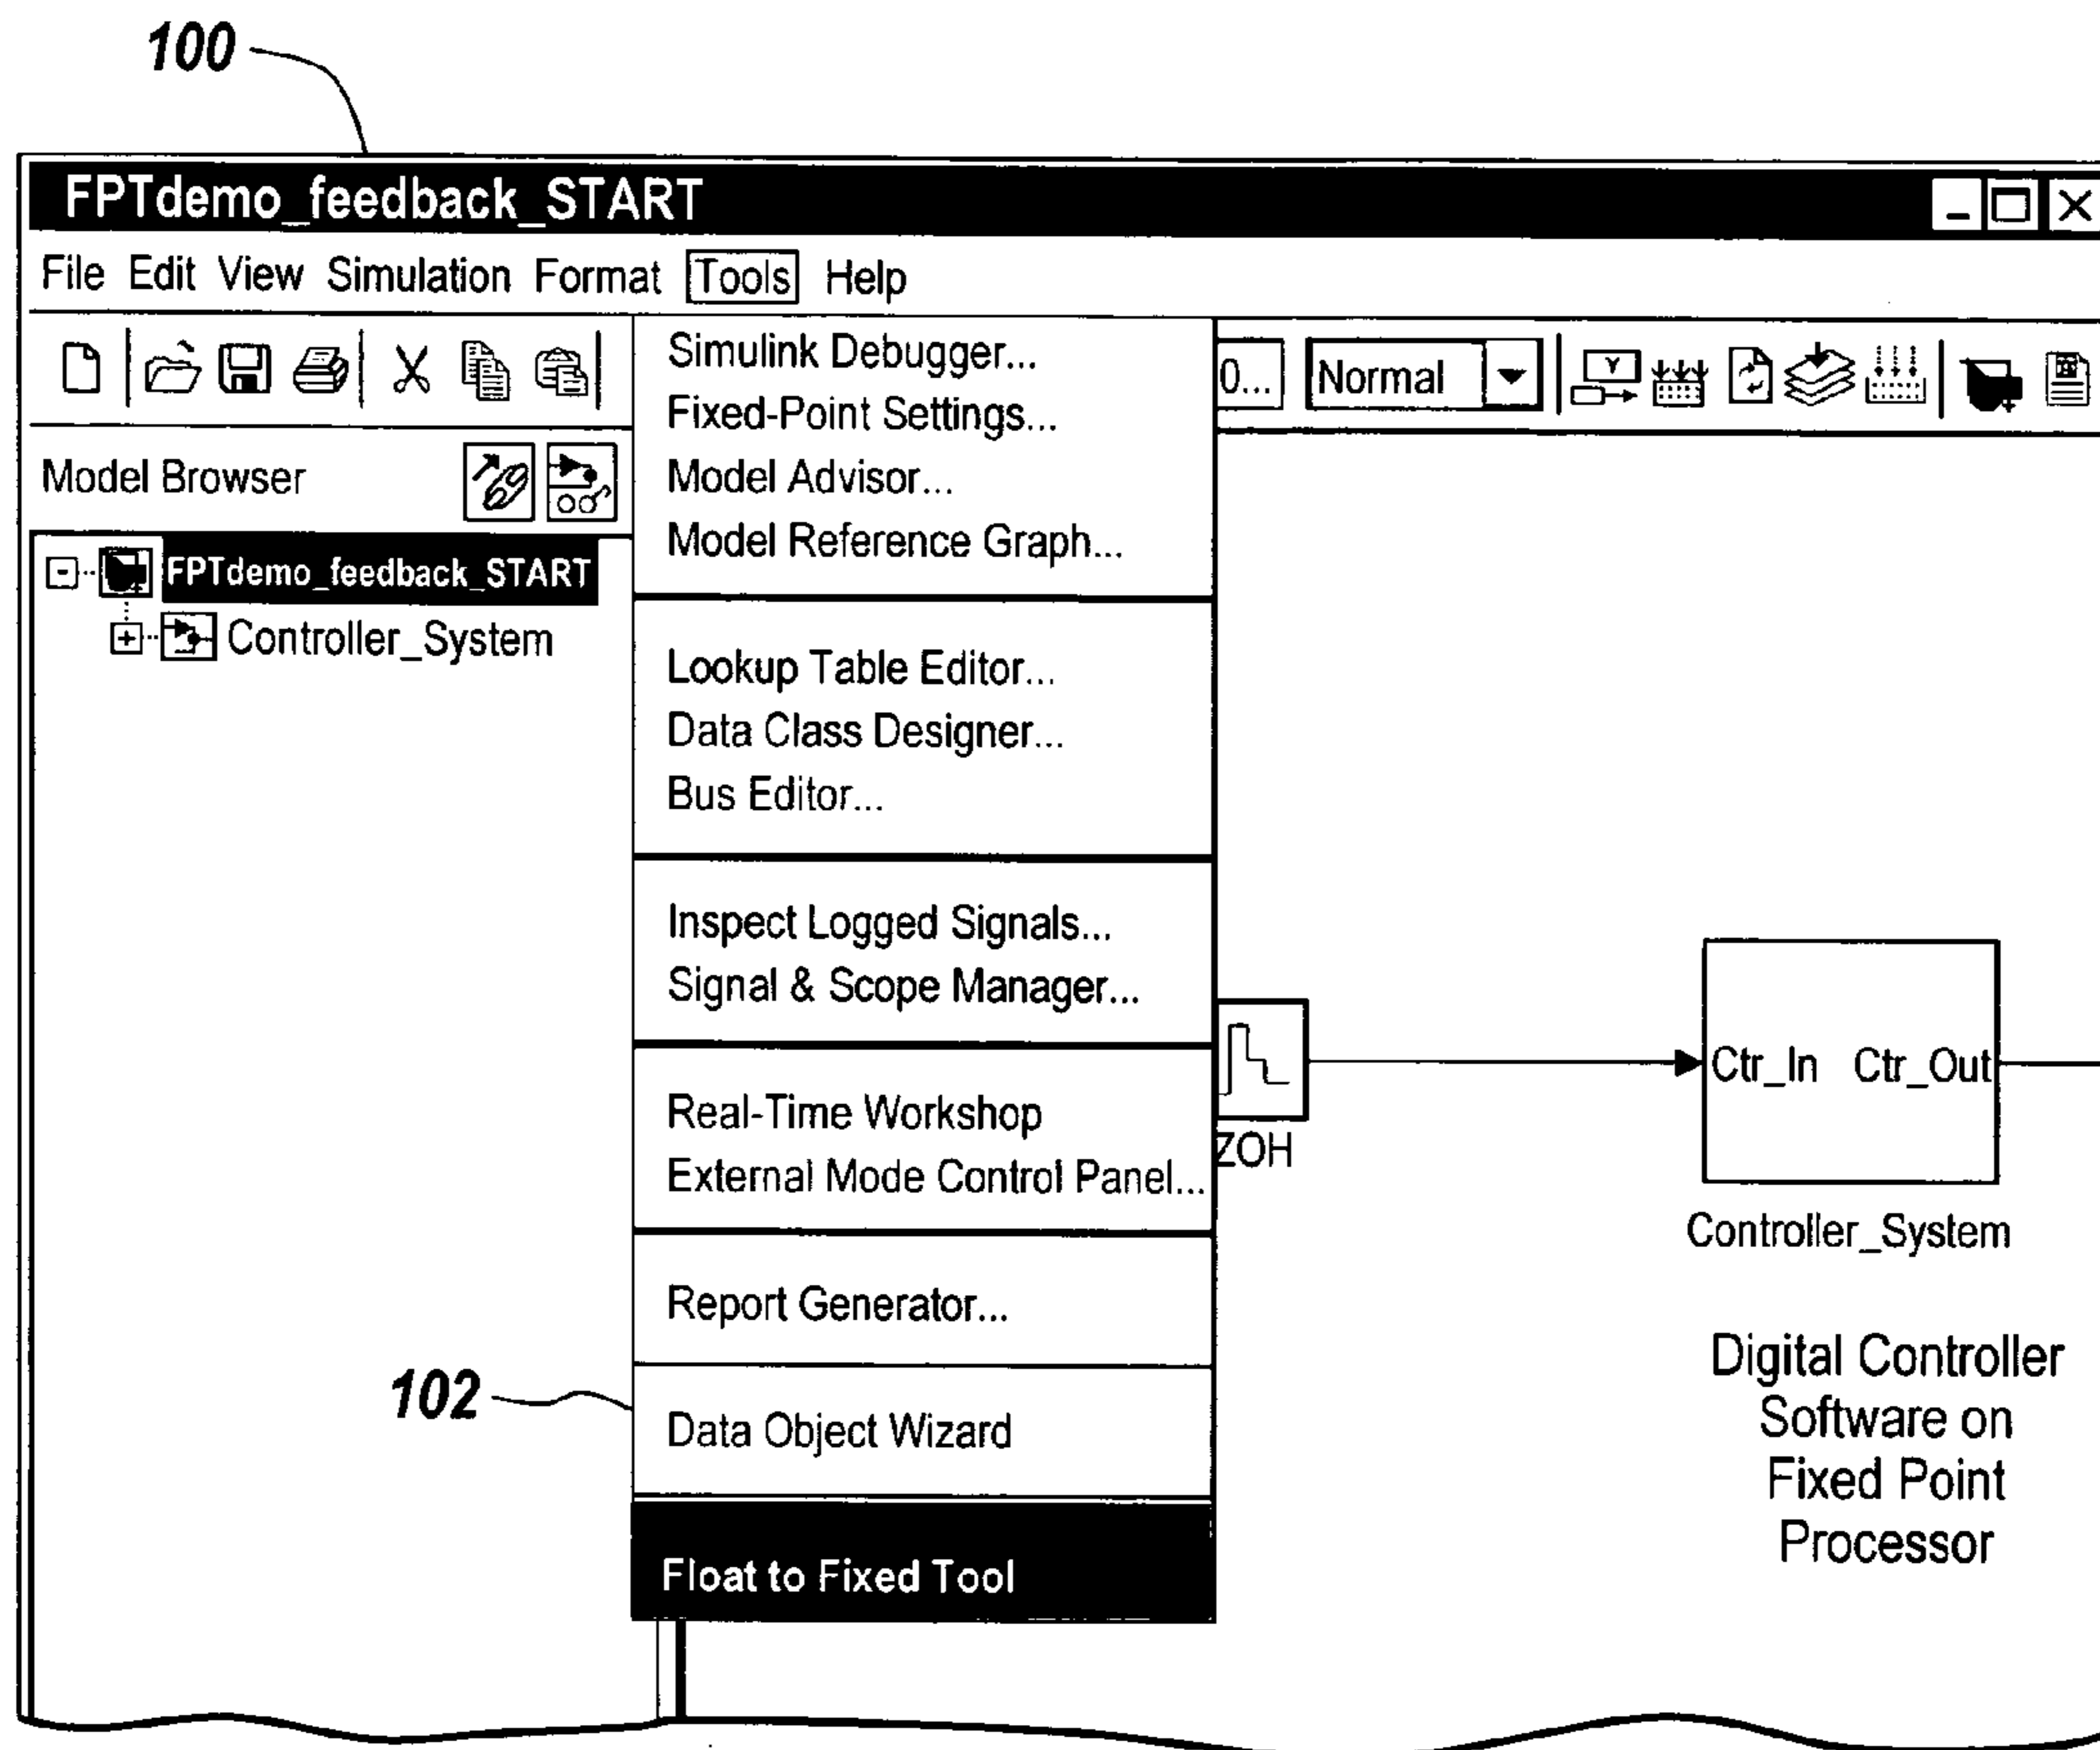 100
FPTdemo_feedback_START
File Edit View Simulation Format Tools Help
0... Normal
Model Browser
FPTdemo_feedback_START
Controller_System
Simulink Debugger...
Fixed-Point Settings...
Model Advisor...
Model Reference Graph...
Lookup Table Editor...
Data Class Designer...
Bus Editor...
Inspect Logged Signals...
Signal & Scope Manager...
Real-Time Workshop
External Mode Control Panel...
Report Generator...
102
Data Object Wizard
Float to Fixed Tool
ZOH
Ctr_In Ctr_Out
Controller_System
Digital Controller
Software on
Fixed Point
Processor